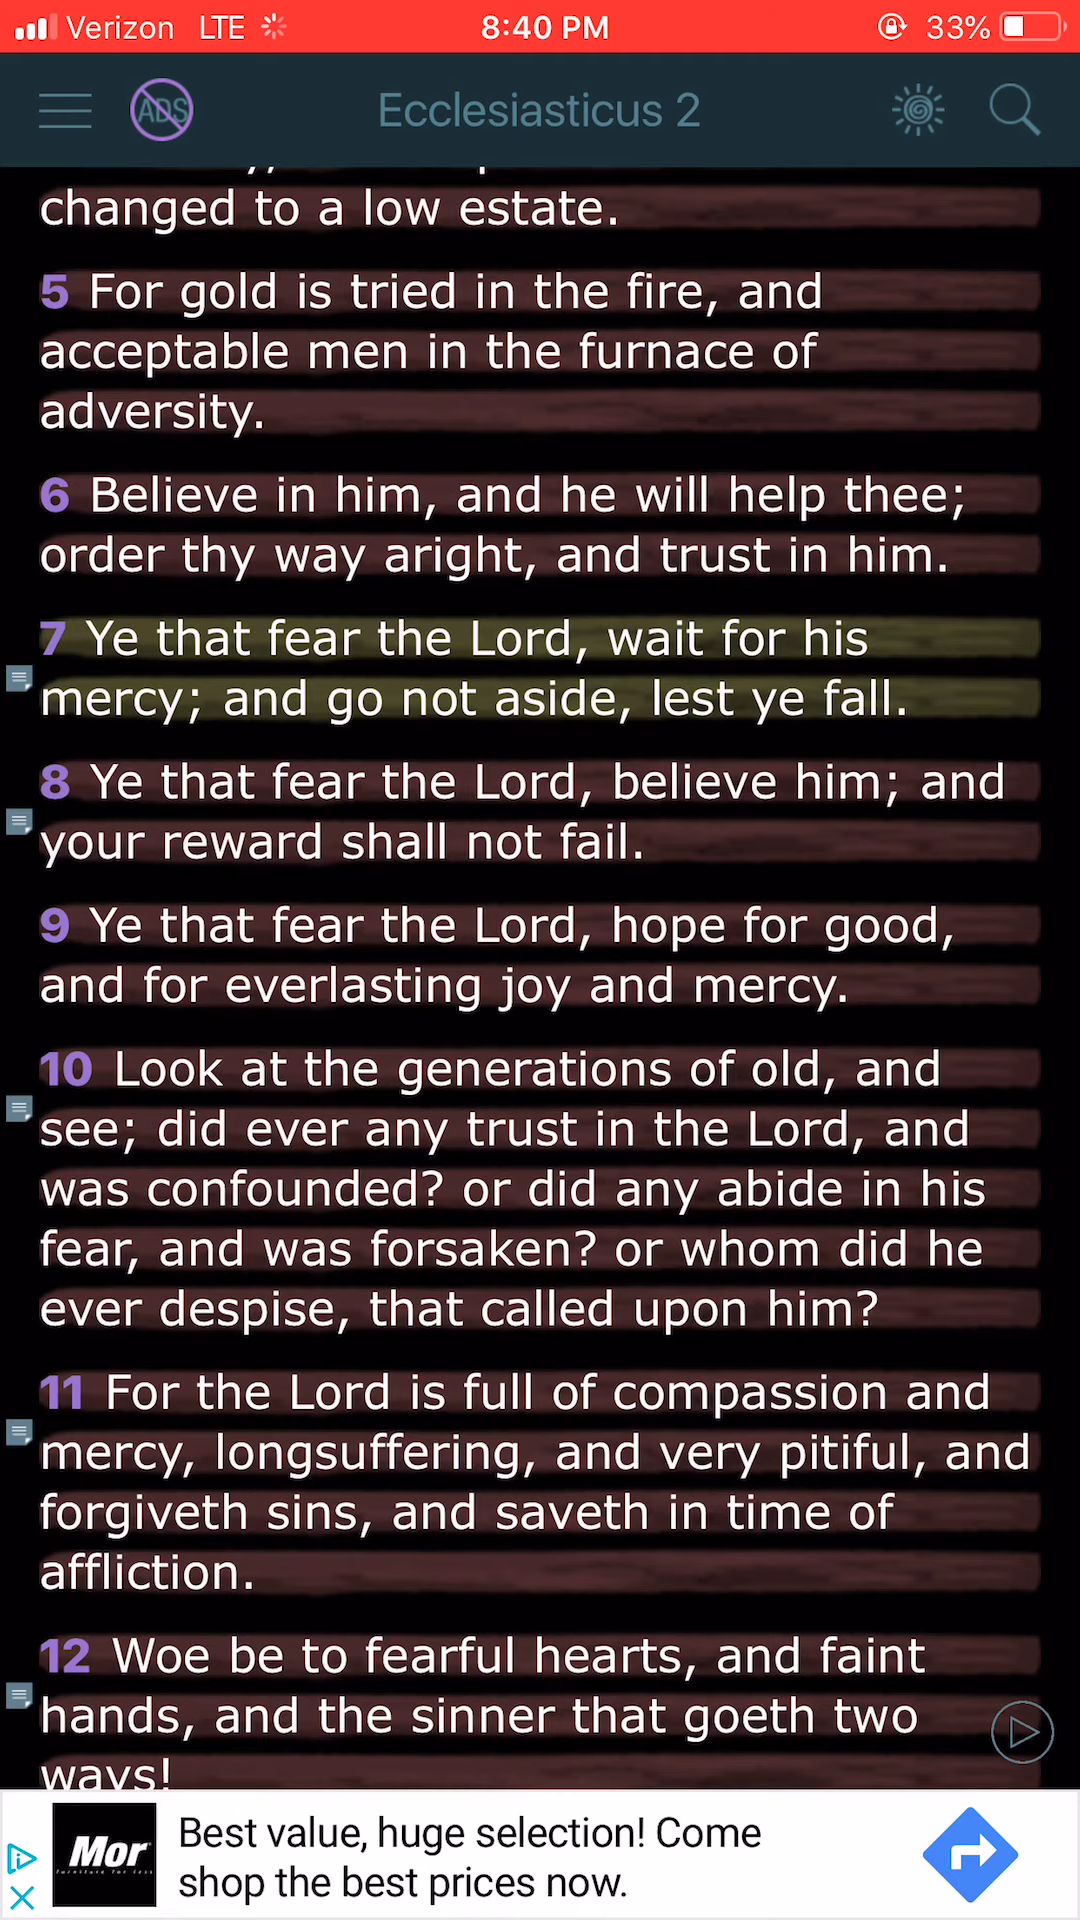 Verizon LTE 8:40 PM 33%
ADS Ecclesiasticus 2
changed to a low estate.
5 For gold is tried in the fire, and
acceptable men in the furnace of
adversity.
6 Believe in him, and he will help thee;
order thy way aright, and trust in him.
7 Ye that fear the Lord, wait for his
mercy; and go not aside, lest ye fall.
8 Ye that fear the Lord, believe him; and
your reward shall not fail.
9 Ye that fear the Lord, hope for good,
and for everlasting joy and mercy.
10 Look at the generations of old, and
see; did ever any trust in the Lord, and
was confounded? or did any abide in his
fear, and was forsaken? or whom did he
ever despise, that called upon him?
11 For the Lord is full of compassion and
mercy, longsuffering, and very pitiful, and
forgiveth sins, and saveth in time of
affliction.
12 Woe be to fearful hearts, and faint
hands, and the sinner that goeth two
ways!
Mor
furniture for less
Best value, huge selection! Come
shop the best prices now.